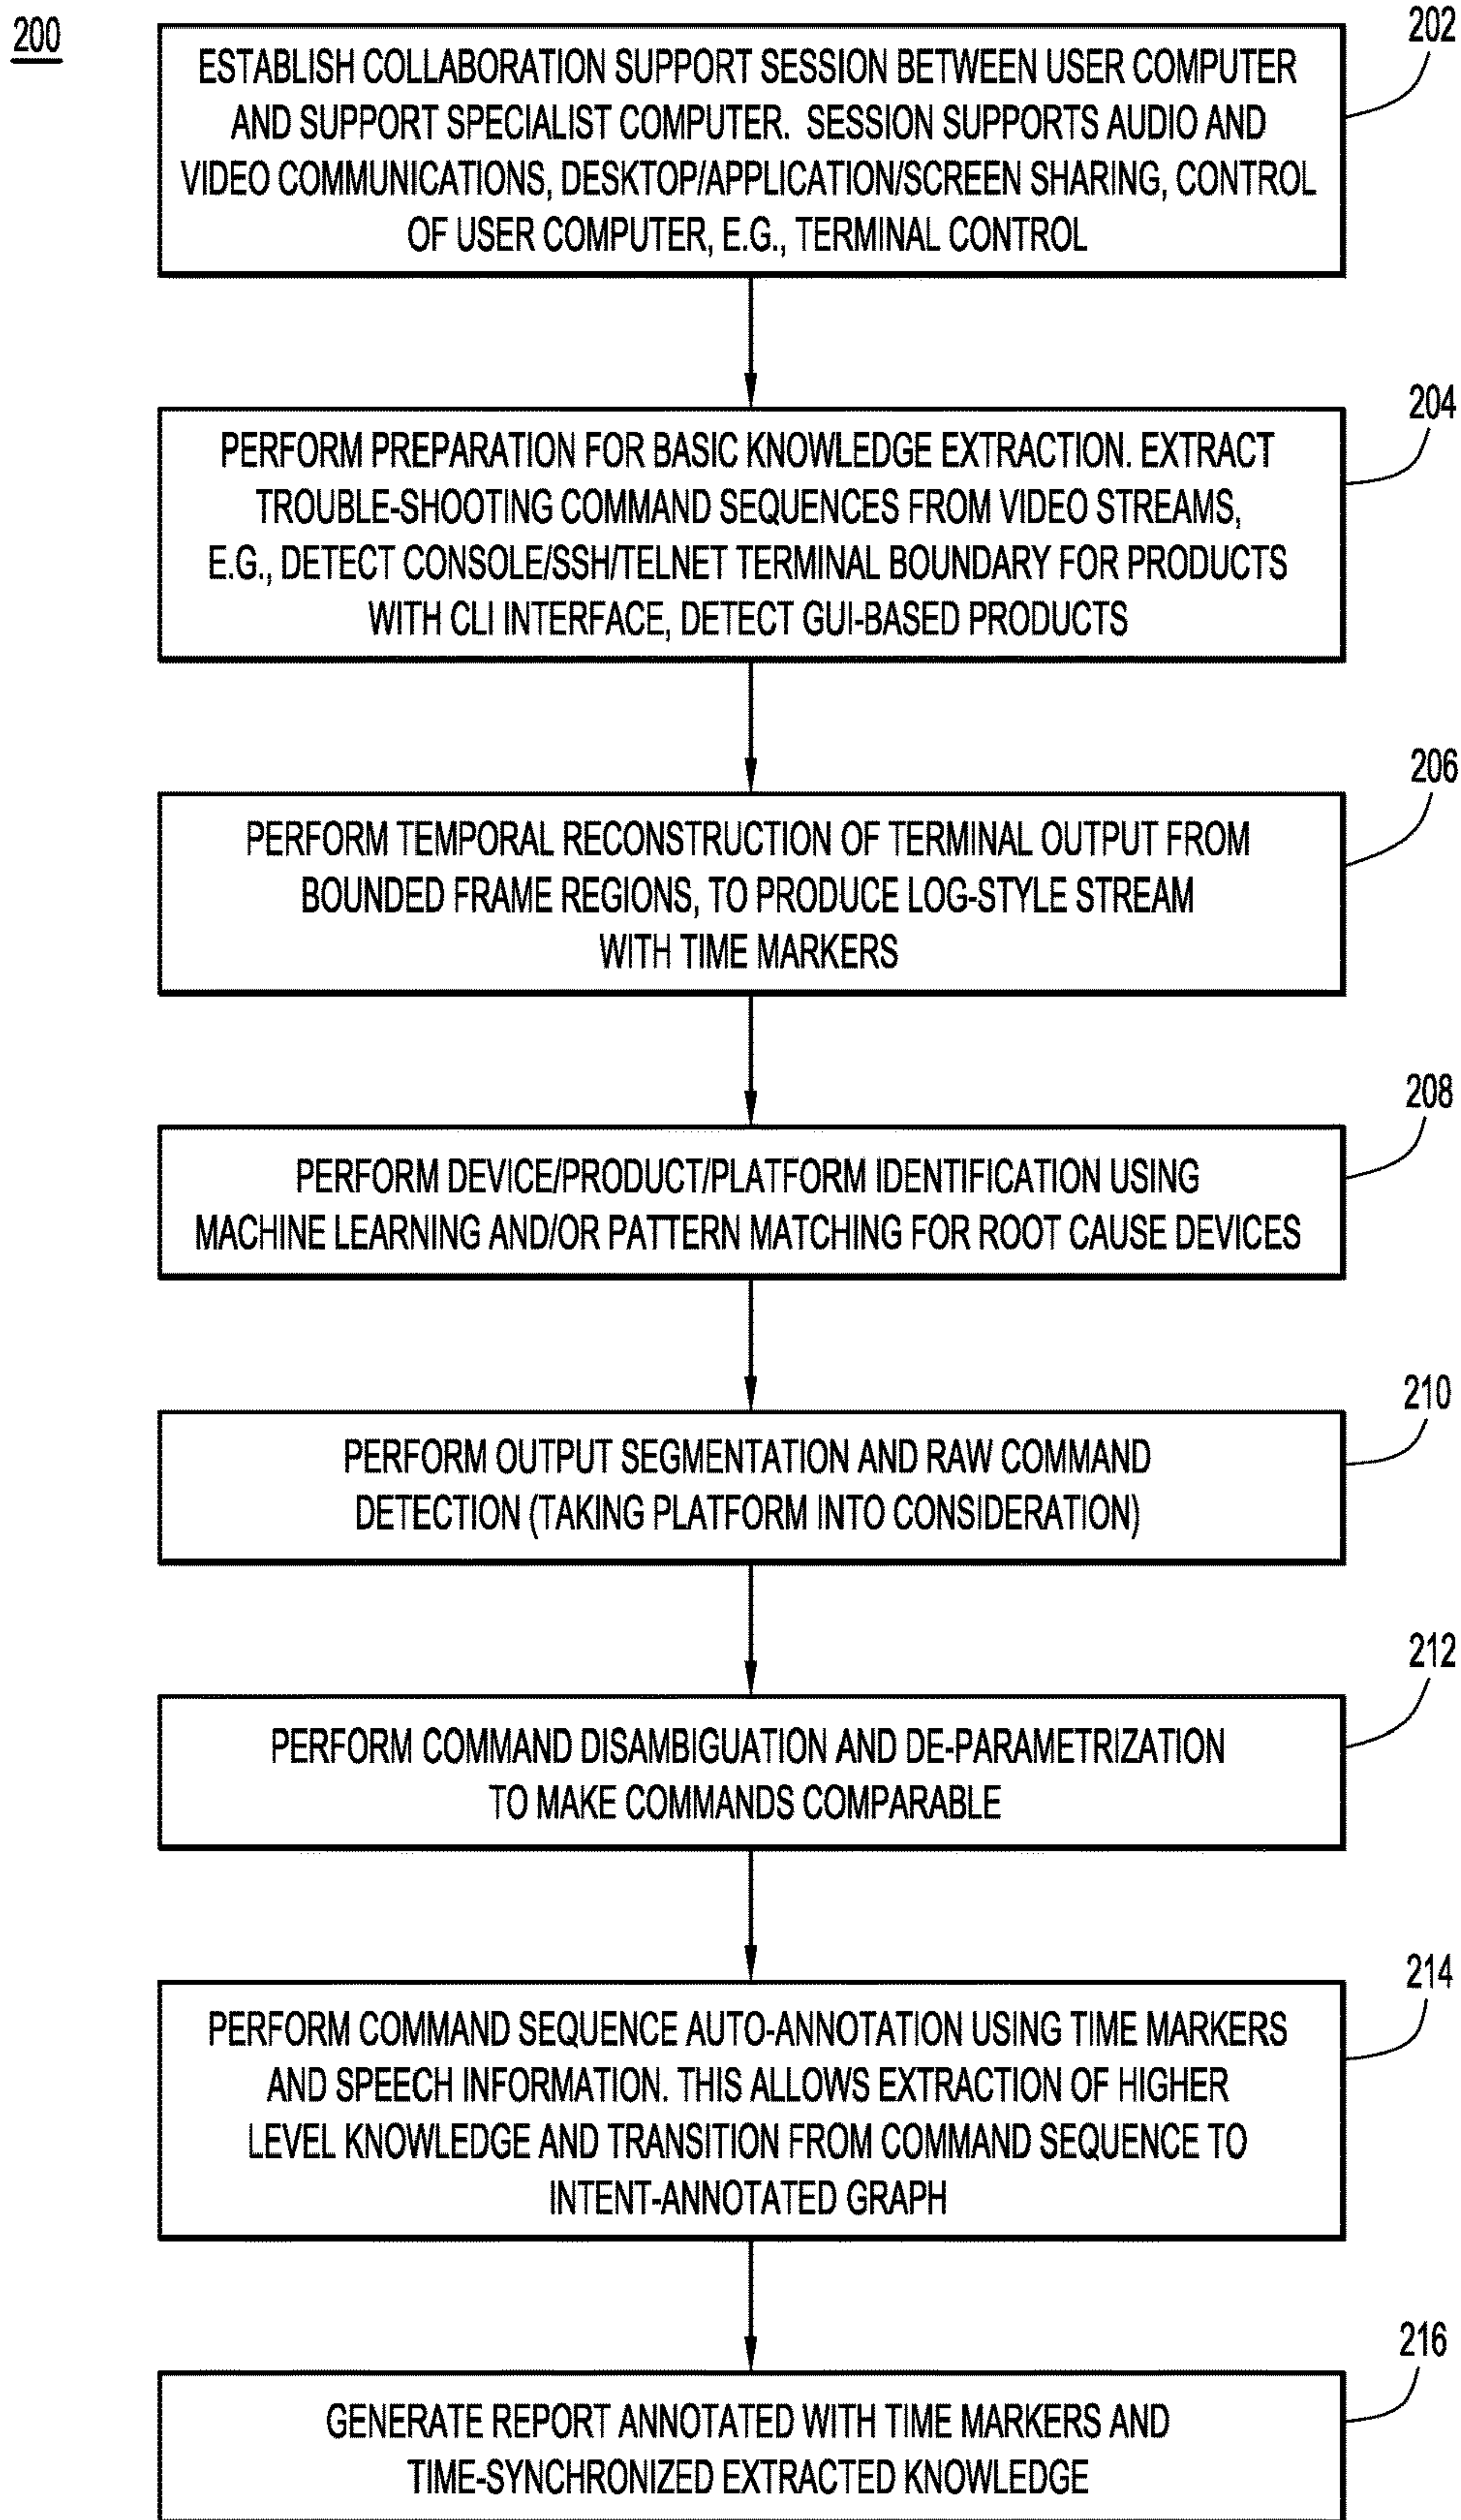 200
202
ESTABLISH COLLABORATION SUPPORT SESSION BETWEEN USER COMPUTER
AND SUPPORT SPECIALIST COMPUTER. SESSION SUPPORTS AUDIO AND
VIDEO COMMUNICATIONS, DESKTOP/APPLICATION/SCREEN SHARING, CONTROL
OF USER COMPUTER, E.G., TERMINAL CONTROL
204
PERFORM PREPARATION FOR BASIC KNOWLEDGE EXTRACTION. EXTRACT
TROUBLE-SHOOTING COMMAND SEQUENCES FROM VIDEO STREAMS,
E.G., DETECT CONSOLE/SSH/TELNET TERMINAL BOUNDARY FOR PRODUCTS
WITH CLI INTERFACE, DETECT GUI-BASED PRODUCTS
206
PERFORM TEMPORAL RECONSTRUCTION OF TERMINAL OUTPUT FROM
BOUNDED FRAME REGIONS, TO PRODUCE LOG-STYLE STREAM
WITH TIME MARKERS
208
PERFORM DEVICE/PRODUCT/PLATFORM IDENTIFICATION USING
MACHINE LEARNING AND/OR PATTERN MATCHING FOR ROOT CAUSE DEVICES
210
PERFORM OUTPUT SEGMENTATION AND RAW COMMAND
DETECTION (TAKING PLATFORM INTO CONSIDERATION)
212
PERFORM COMMAND DISAMBIGUATION AND DE-PARAMETRIZATION
TO MAKE COMMANDS COMPARABLE
214
PERFORM COMMAND SEQUENCE AUTO-ANNOTATION USING TIME MARKERS
AND SPEECH INFORMATION. THIS ALLOWS EXTRACTION OF HIGHER
LEVEL KNOWLEDGE AND TRANSITION FROM COMMAND SEQUENCE TO
INTENT-ANNOTATED GRAPH
216
GENERATE REPORT ANNOTATED WITH TIME MARKERS AND
TIME-SYNCHRONIZED EXTRACTED KNOWLEDGE